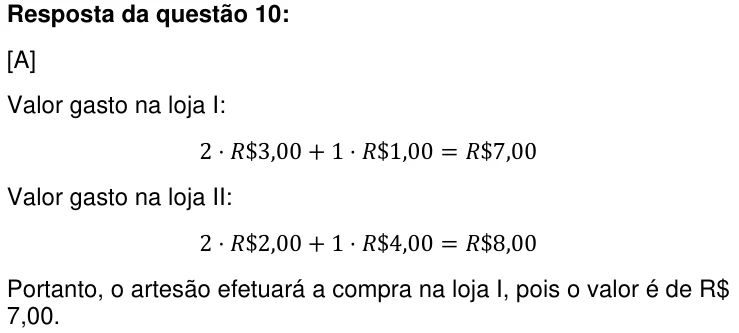 Resposta da questão 10:
[A]
Valor gasto na loja I:
2 · R$3,00 + 1 · R$1,00 = R$7,00
Valor gasto na loja II:
2 · R$2,00 + 1 · R$4,00 = R$8,00
Portanto, o artesão efetuará a compra na loja I, pois o valor é de R$
7,00.